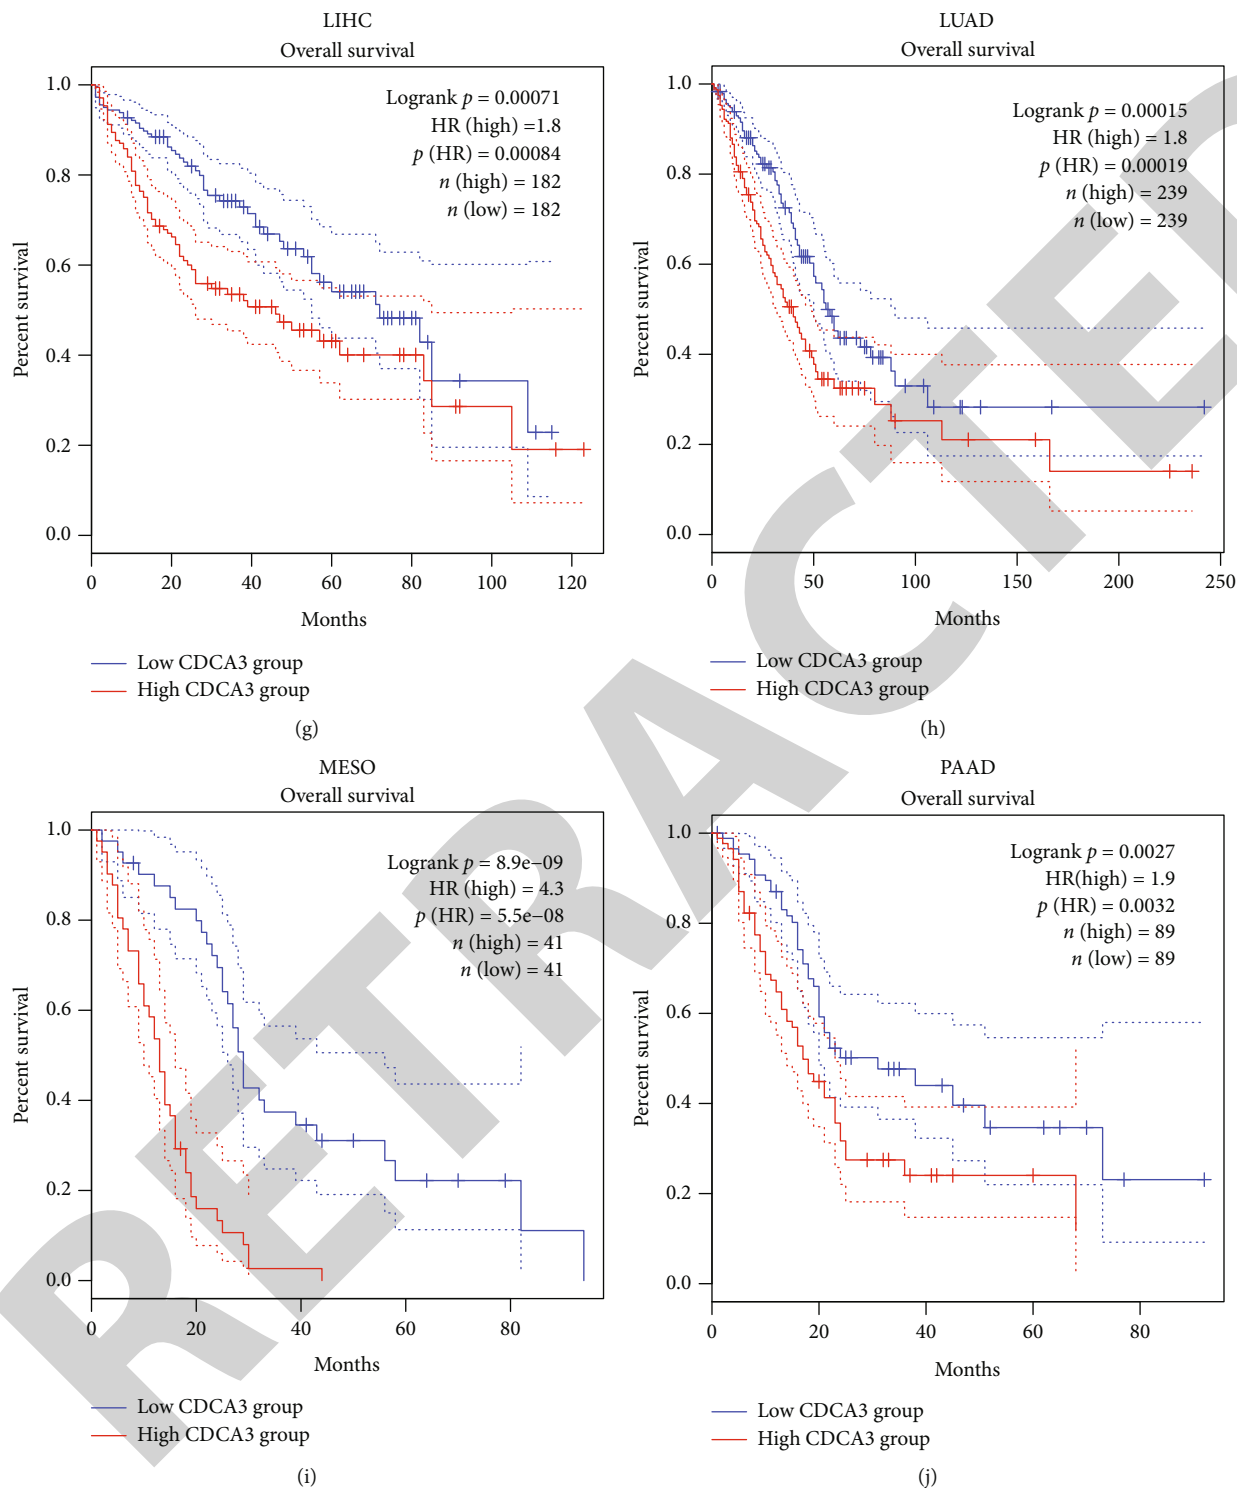 LIHC
Overall survival
Logrank p = 0.00071
HR (high) =1.8
p (HR) = 0.00084
n (high) = 182
n (low) = 182
Percent survival
1.0
0.8
0.6
0.4
0.2
0.0
0 20 40 60 80 100 120
Months
Low CDCA3 group
High CDCA3 group
(g)
LUAD
Overall survival
Logrank p = 0.00015
HR (high) = 1.8
p (HR) = 0.00019
n (high) = 239
n (low) = 239
Percent survival
1.0
0.8
0.6
0.4
0.2
0.0
0 50 100 150 200 250
Months
Low CDCA3 group
High CDCA3 group
(h)
MESO
Overall survival
Logrank p = 8.9e–09
HR (high) = 4.3
p (HR) = 5.5e–08
n (high) = 41
n (low) = 41
Percent survival
1.0
0.8
0.6
0.4
0.2
0.0
0 20 40 60 80
Months
Low CDCA3 group
High CDCA3 group
(i)
PAAD
Overall survival
Logrank p = 0.0027
HR(high) = 1.9
p (HR) = 0.0032
n (high) = 89
n (low) = 89
Percent survival
1.0
0.8
0.6
0.4
0.2
0.0
0 20 40 60 80
Months
Low CDCA3 group
High CDCA3 group
(j)
RETRACTED